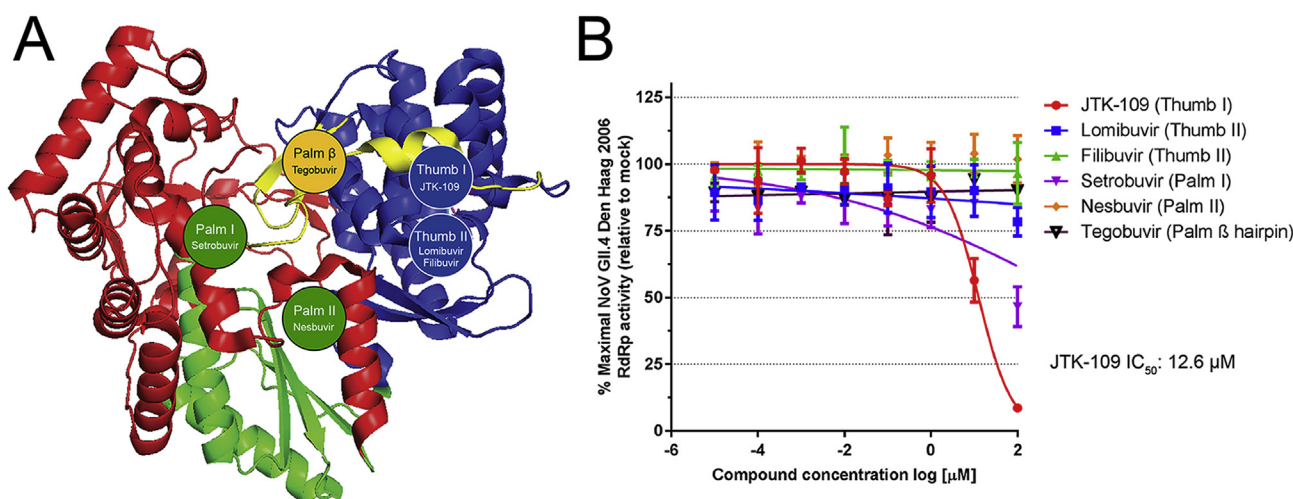 A
Palm β
Tegobuvir
Thumb I
JTK-109
Palm I
Setrobuvir
Thumb II
Lomibuvir
Filibuvir
Palm II
Nesbuvir
B
% Maximal NoV GII.4 Den Haag 2006
RdRp activity (relative to mock)
125
100
75
50
25
0
-6
-4
-2
0
2
Compound concentration log [μM]
JTK-109 (Thumb I)
Lomibuvir (Thumb II)
Filibuvir (Thumb II)
Setrobuvir (Palm I)
Nesbuvir (Palm II)
Tegobuvir (Palm ß hairpin)
JTK-109 IC50: 12.6 μM